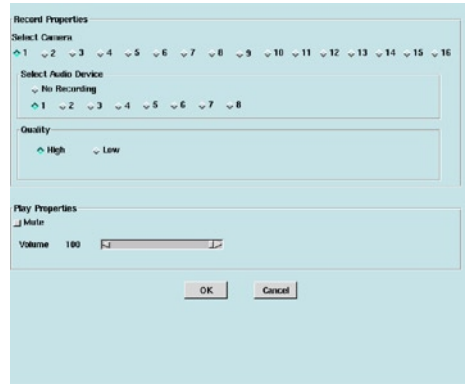 Record Properties
Select Camera
1 2 3 4 5 6 7 8 9 10 11 12 13 14 15 16
Select Audio Device
No Recording
1 2 3 4 5 6 7 8
Quality
High Low
Play Properties
Mute
Volume 100
OK Cancel